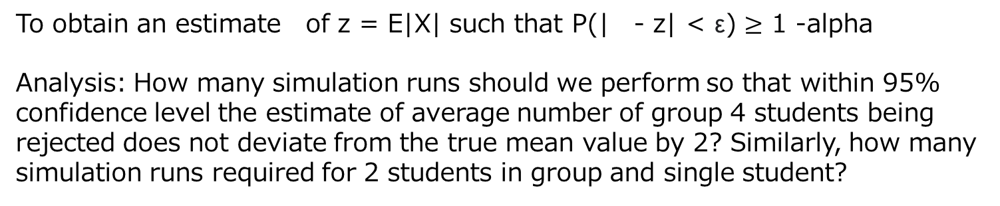 To obtain an estimate of z = E|X| such that P(| - z| < ε) ≥ 1 -alpha
Analysis: How many simulation runs should we perform so that within 95%
confidence level the estimate of average number of group 4 students being
rejected does not deviate from the true mean value by 2? Similarly, how many
simulation runs required for 2 students in group and single student?